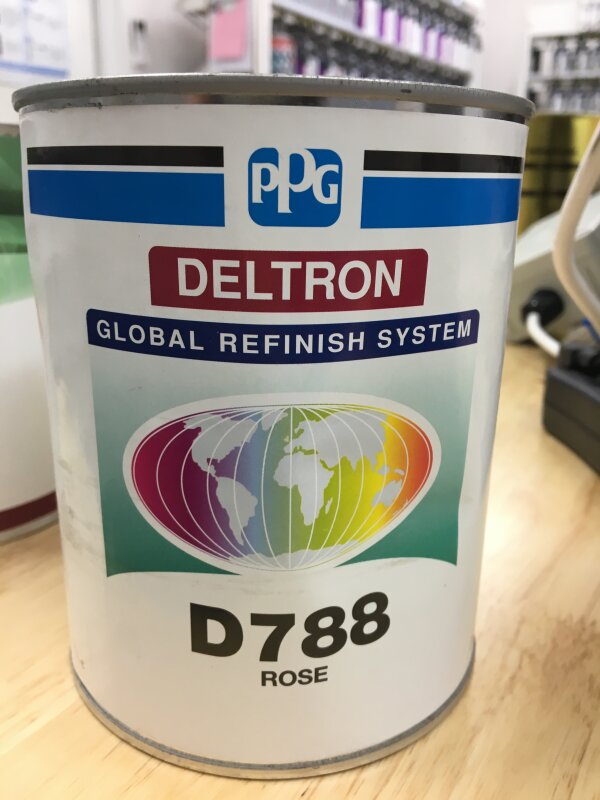 PPG
DELTRON
GLOBAL REFINISH SYSTEM
D788
ROSE